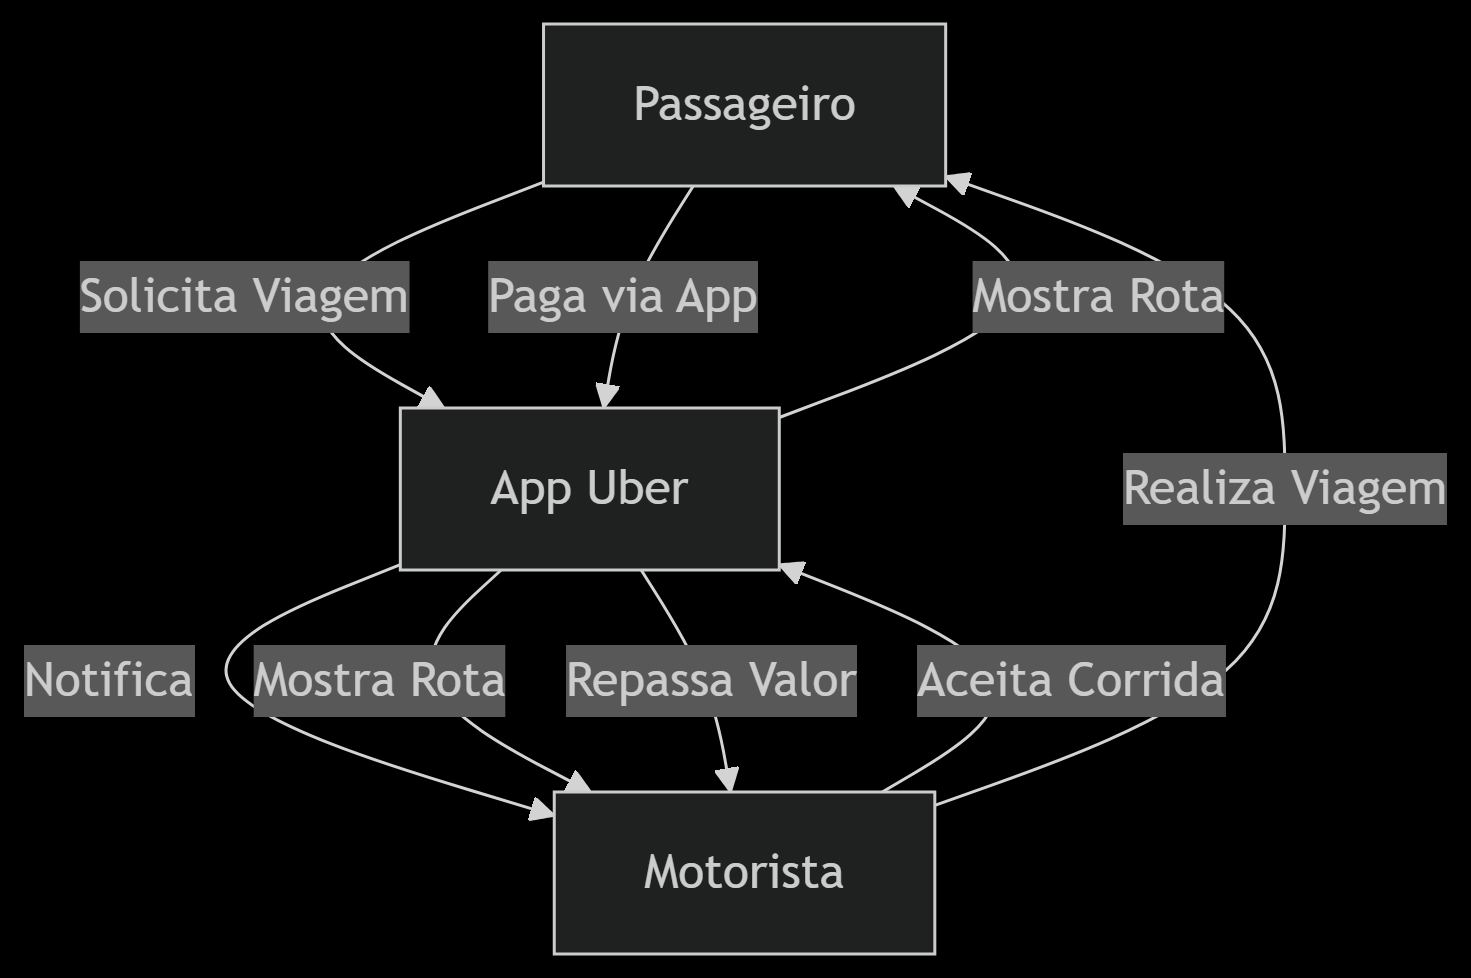 Passageiro
Solicita Viagem
Paga via App
Mostra Rota
App Uber
Realiza Viagem
Notifica
Mostra Rota
Repassa Valor
Aceita Corrida
Motorista